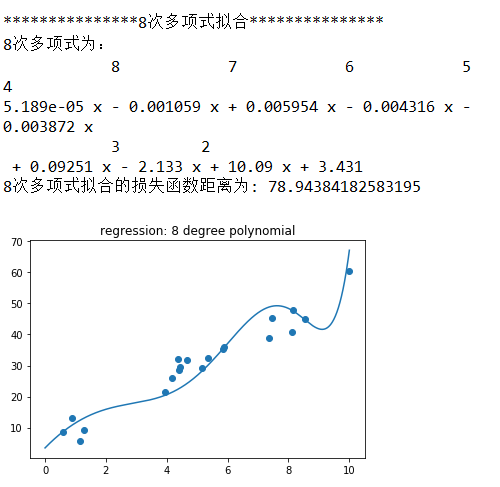 ***************8次多项式拟合***************
8次多项式为：
8 7 6 5
4
5.189e-05 x - 0.001059 x + 0.005954 x - 0.004316 x -
0.003872 x
3 2
+ 0.09251 x - 2.133 x + 10.09 x + 3.431
8次多项式拟合的损失函数距离为: 78.94384182583195
regression: 8 degree polynomial
70
60
50
40
30
20
10
0 2 4 6 8 10